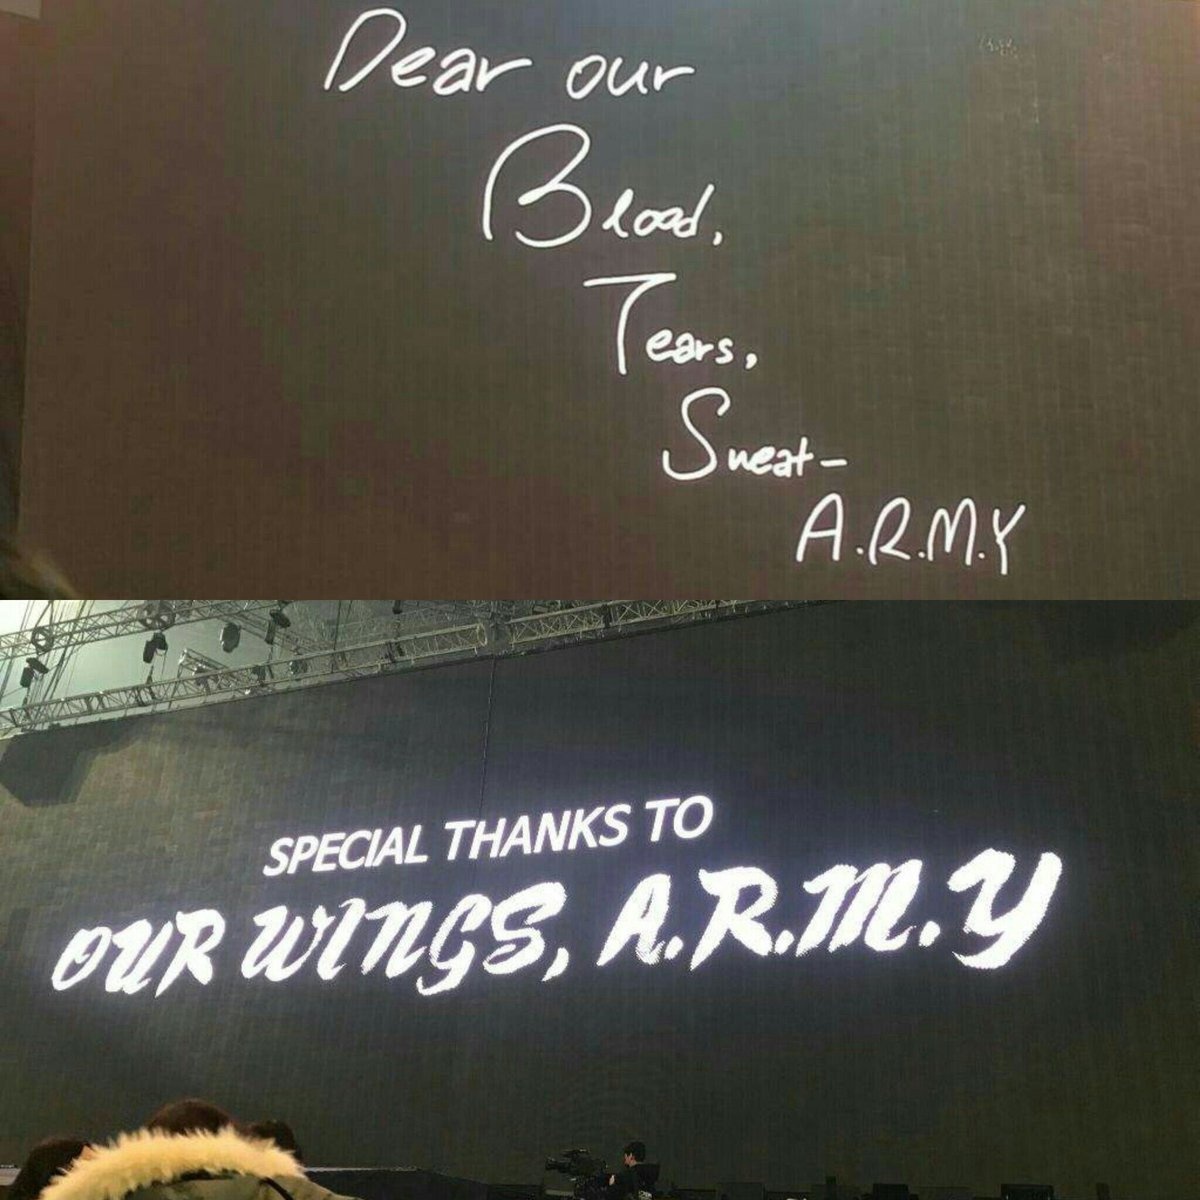 Dear our
Blood,
Tears,
Sweat-
A.R.M.Y
SPECIAL THANKS TO
OUR WINGS, A.R.M.Y